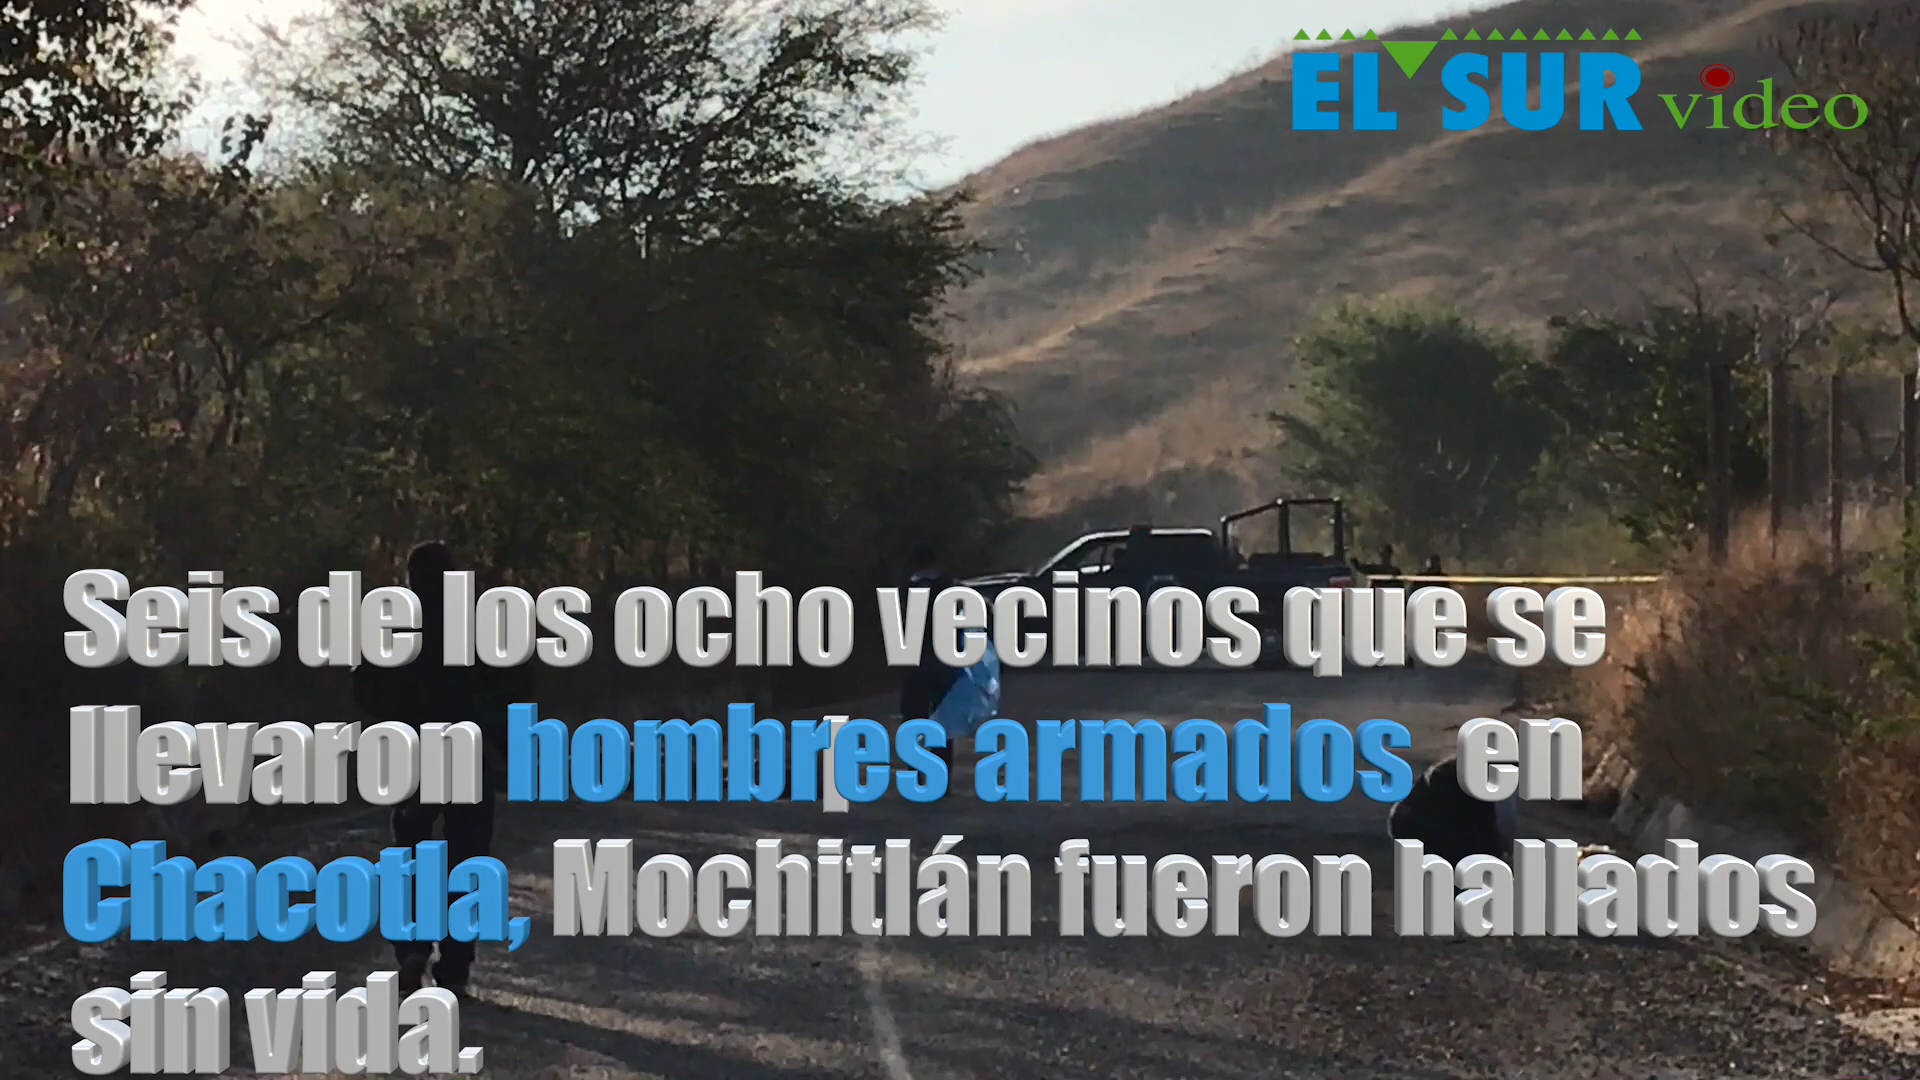 EL SUR video
Seis de los ocho vecinos que se
llevaron hombres armados en
Chacotla, Mochitlán fueron hallados
sin vida.